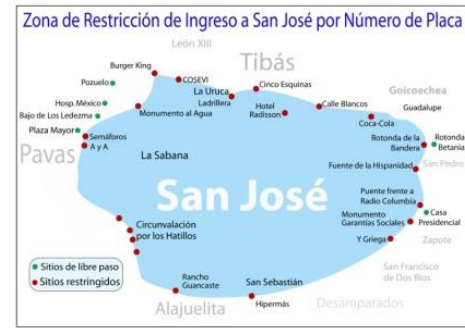 Zona de Restricción de Ingreso a San José por Número de Placa
León XIII
Burger King
Tibás
Pozuelo
COSEVI
La Uruca
Cinco Esquinas
Goicoechea
Hosp. México
Ladrillera
Hotel
Radisson
Calle Blancos
Guadalupe
Bajo de Los Ledezma
Monumento al Agua
Coca-Cola
Plaza Mayor
Semáforos
A y A
Pavas
La Sabana
Rotonda de la
Bandera
Rotonda
Betania
Fuente de la Hispanidad
San Pedro
San José
Puente frente a
Radio Columbia
Casa
Presidencial
Monumento
Garantías Sociales
Circunvalación
por los Hatillos
Y Griega
Zapote
San Francisco
de Dos Ríos
Sitios de libre paso
Sitios restringidos
Rancho
Guancaste
San Sebastián
Alajuelita
Hipermás
Desamparados